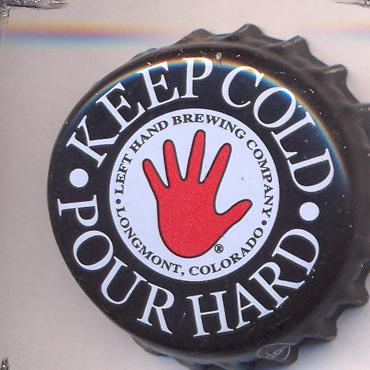 • KEEP COLD •
POUR HARD
• LEFT HAND BREWING COMPANY •
LONGMONT, COLORADO
®